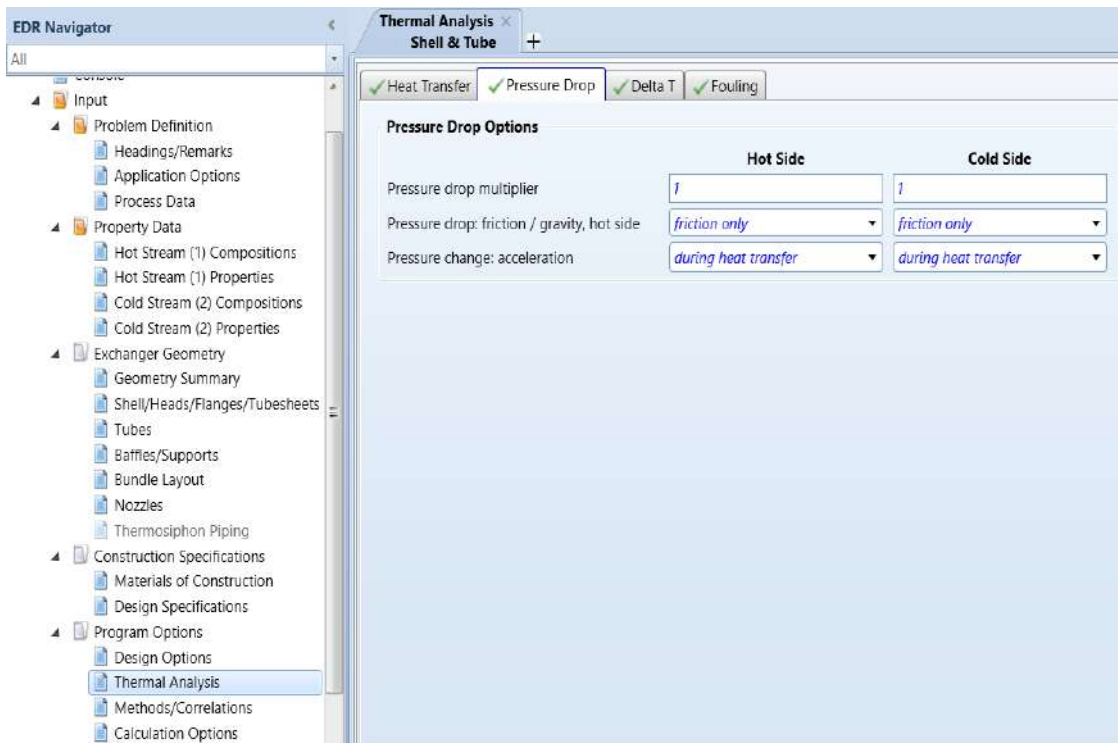 EDR Navigator
All
Console
Input
Problem Definition
Headings/Remarks
Application Options
Process Data
Property Data
Hot Stream (1) Compositions
Hot Stream (1) Properties
Cold Stream (2) Compositions
Cold Stream (2) Properties
Exchanger Geometry
Geometry Summary
Shell/Heads/Flanges/Tubesheets
Tubes
Baffles/Supports
Bundle Layout
Nozzles
Thermosiphon Piping
Construction Specifications
Materials of Construction
Design Specifications
Program Options
Design Options
Thermal Analysis
Methods/Correlations
Calculation Options
Thermal Analysis
Shell & Tube
Heat Transfer Pressure Drop Delta T Fouling
Pressure Drop Options
Hot Side Cold Side
Pressure drop multiplier 1 1
Pressure drop: friction / gravity, hot side friction only friction only
Pressure change: acceleration during heat transfer during heat transfer